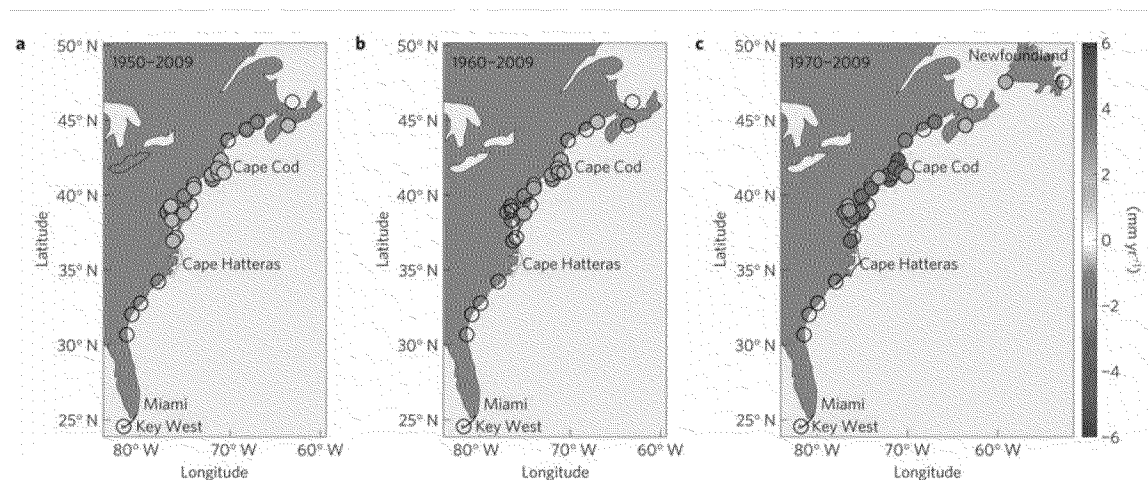 a
50° N
1950–2009
45° N
Cape Cod
40° N
Cape Hatteras
35° N
30° N
Miami
25° N
Key West
80° W
70° W
60° W
Longitude
Latitude
b
50° N
1960–2009
45° N
Cape Cod
40° N
Cape Hatteras
35° N
30° N
Miami
25° N
Key West
80° W
70° W
60° W
Longitude
Latitude
c
50° N
1970–2009
Newfoundland
45° N
Cape Cod
40° N
Cape Hatteras
35° N
30° N
Miami
25° N
Key West
80° W
70° W
60° W
Longitude
Latitude
6
4
2
0
−2
−4
−6
(mm yr⁻¹)